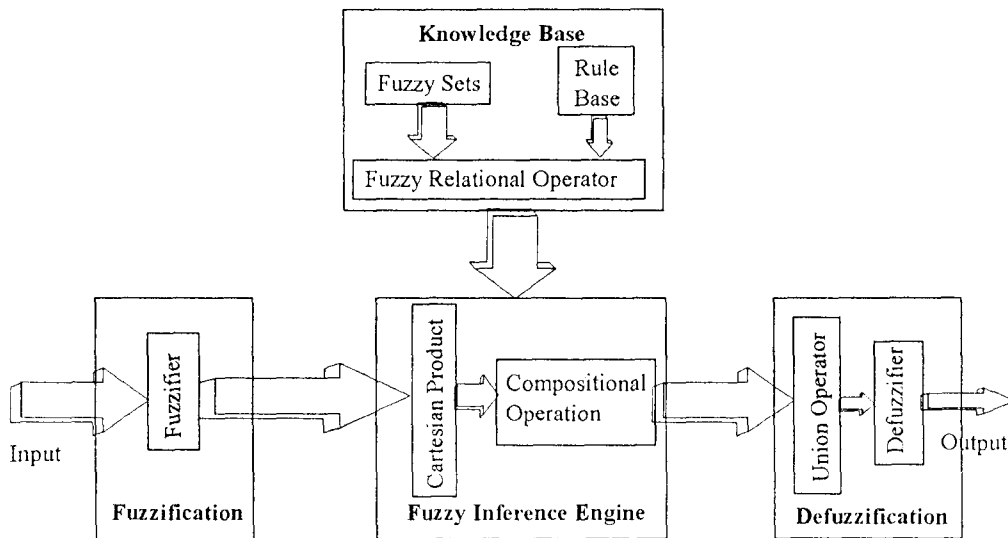 Knowledge Base
Fuzzy Sets
Rule
Base
Fuzzy Relational Operator
Input
Fuzzifier
Fuzzification
Cartesian Product
Compositional
Operation
Fuzzy Inference Engine
Union Operator
Defuzzifier
Defuzzification
Output